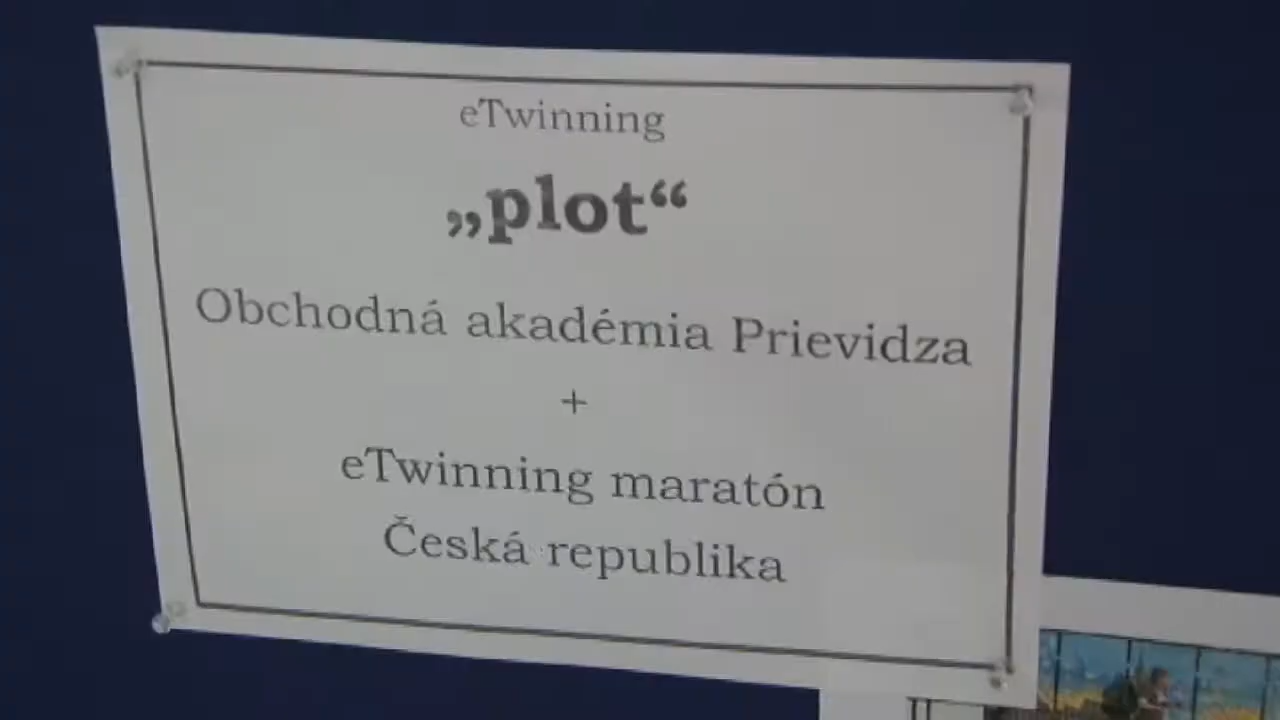 eTwinning
„plot“
Obchodná akadémia Prievidza
+
eTwinning maratón
Česká republika